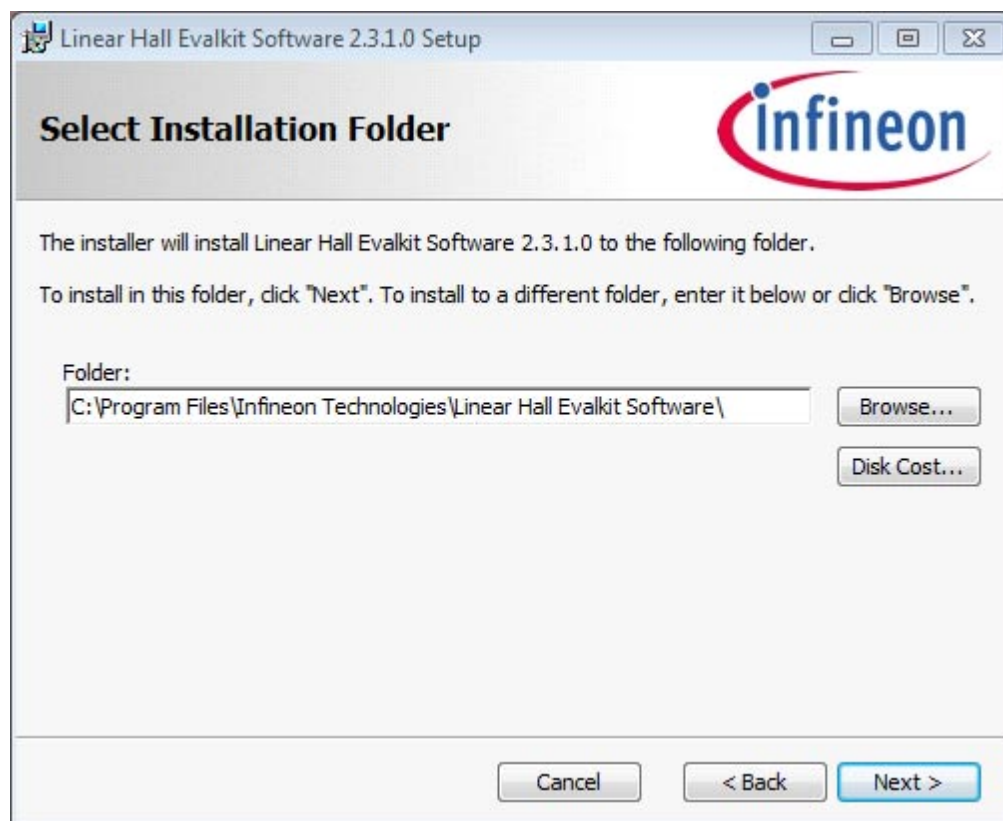 Linear Hall Evalkit Software 2.3.1.0 Setup
Select Installation Folder
infineon
The installer will install Linear Hall Evalkit Software 2.3.1.0 to the following folder.
To install in this folder, click "Next". To install to a different folder, enter it below or click "Browse".
Folder:
C:\Program Files\Infineon Technologies\Linear Hall Evalkit Software\
Browse...
Disk Cost...
Cancel
< Back
Next >